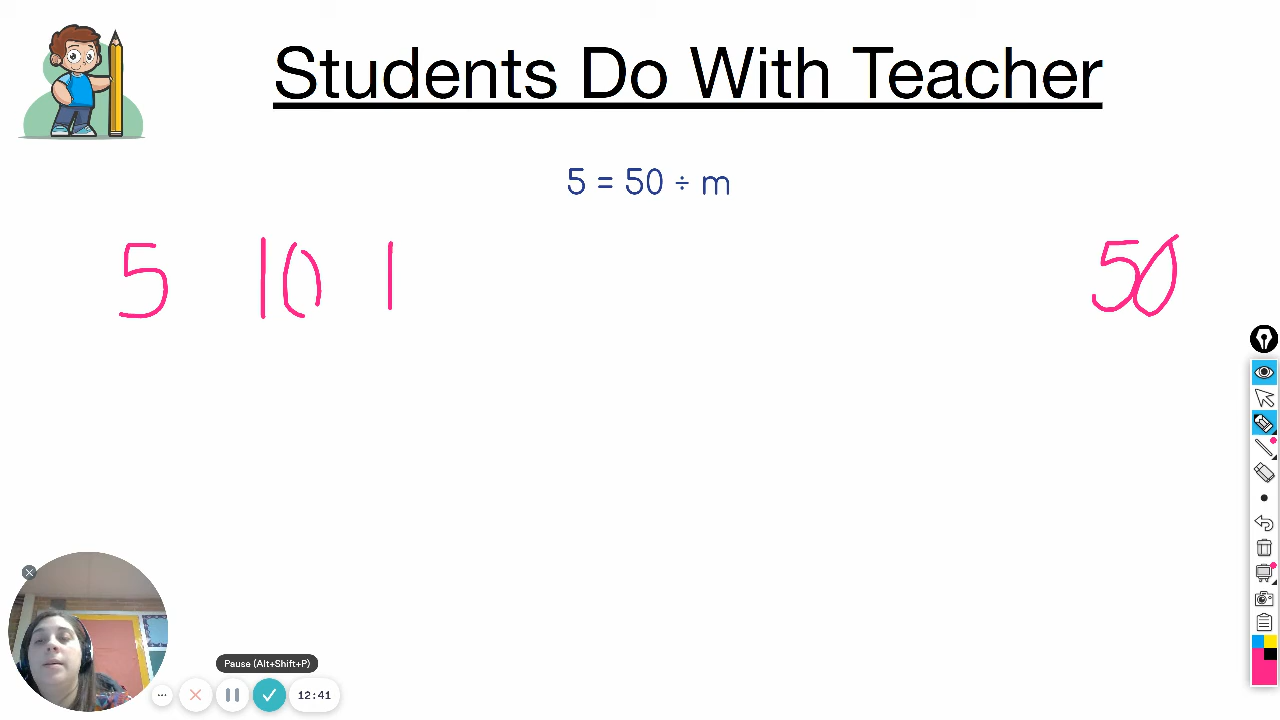 Students Do With Teacher
5 = 50 ÷ m
5 10 1 50
Pause (Alt+Shift+P)
12:41